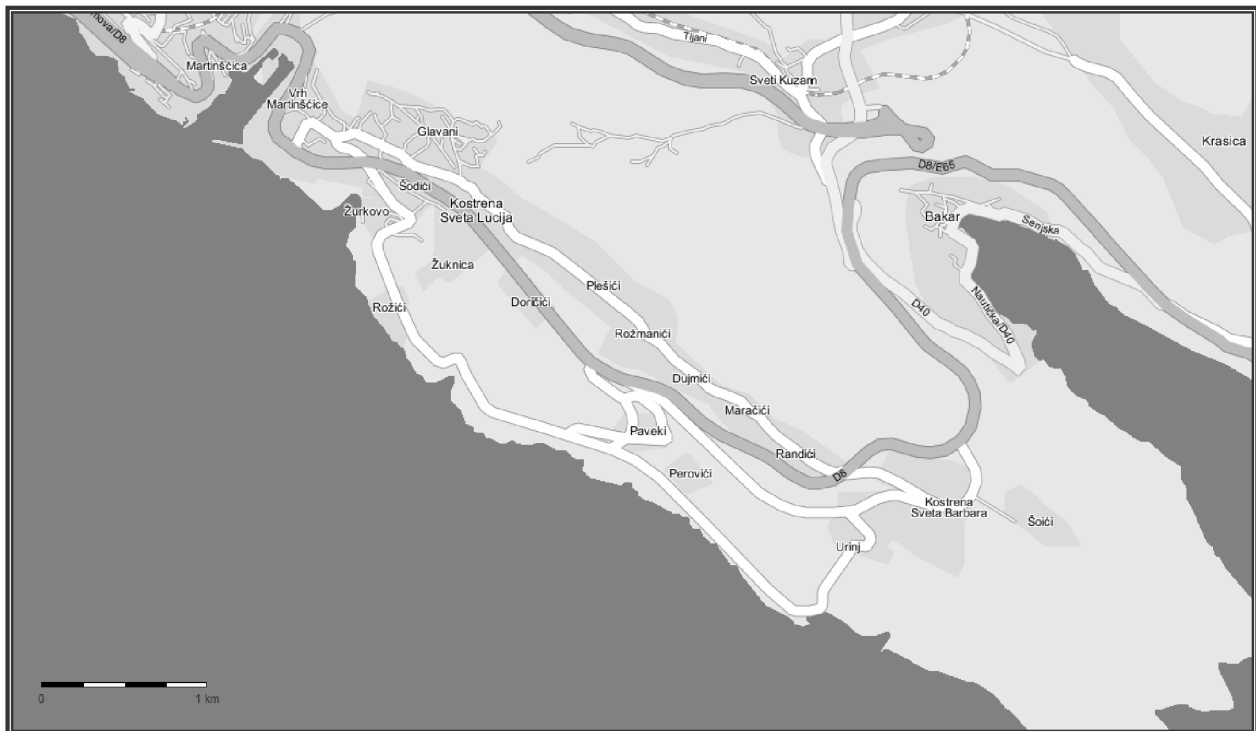 mova/D8
Tijani
Martinšćica
Sveti Kuzam
Vrh
Martinšćice
Glavani
Krasica
D8/E65
Šodići
Žurkovo
Kostrena
Sveta Lucija
Bakar
Senjska
Žuknica
Plešići
Rožići
Doričići
D40
Nautička/D40
Rožmanići
Dujmići
Maračići
Paveki
Randići
Perovići
D8
Kostrena
Sveta Barbara
Šoići
Urinj
0
1 km